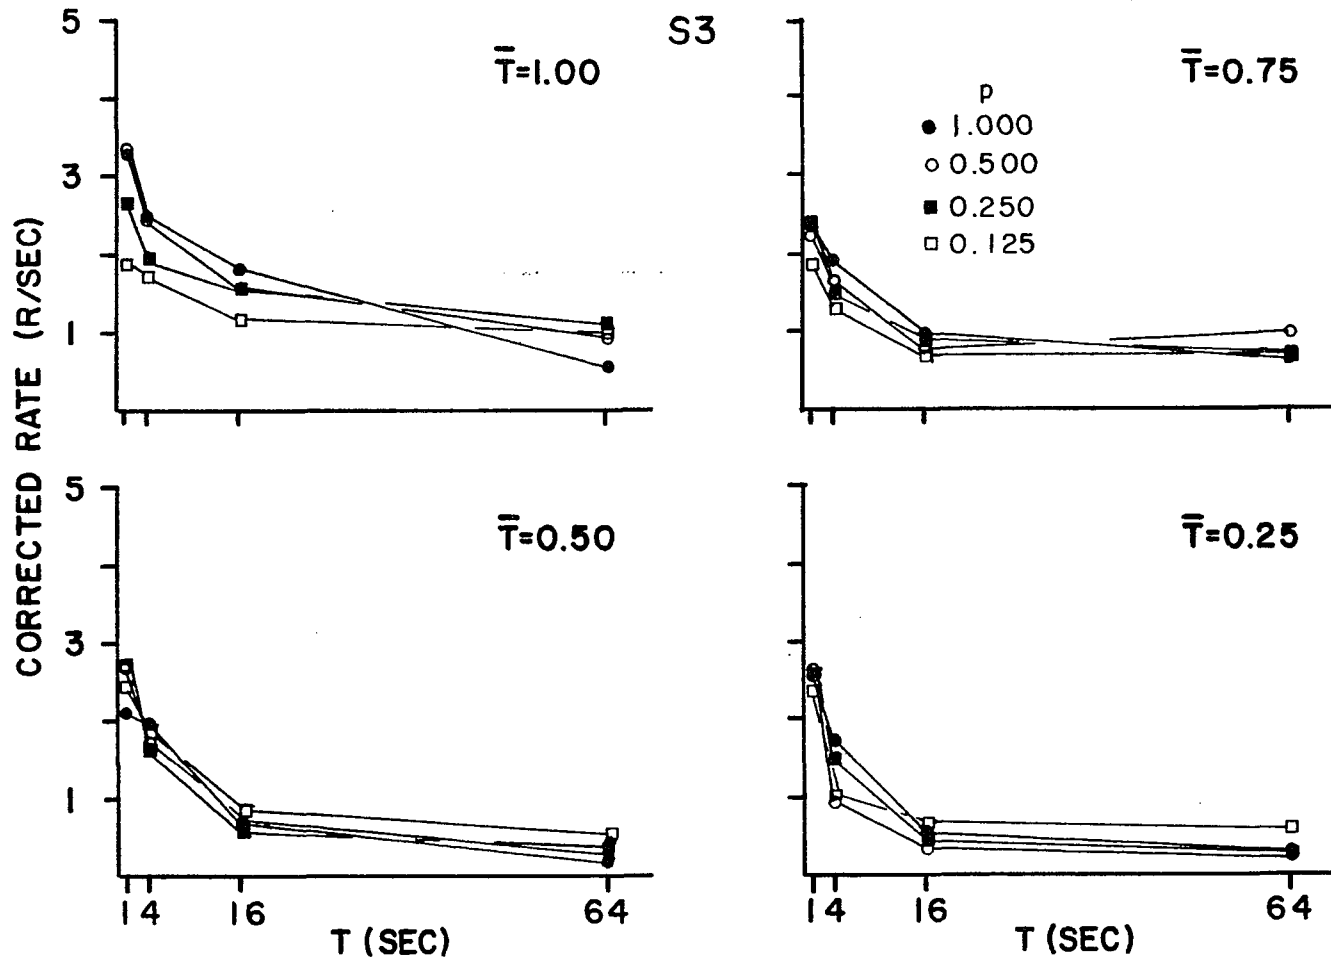 S3
CORRECTED RATE (R/SEC)
T̄=1.00
5
3
1
T̄=0.75
p
1.000
0.500
0.250
0.125
T̄=0.50
5
3
1
1 4 16 64
T (SEC)
T̄=0.25
1 4 16 64
T (SEC)